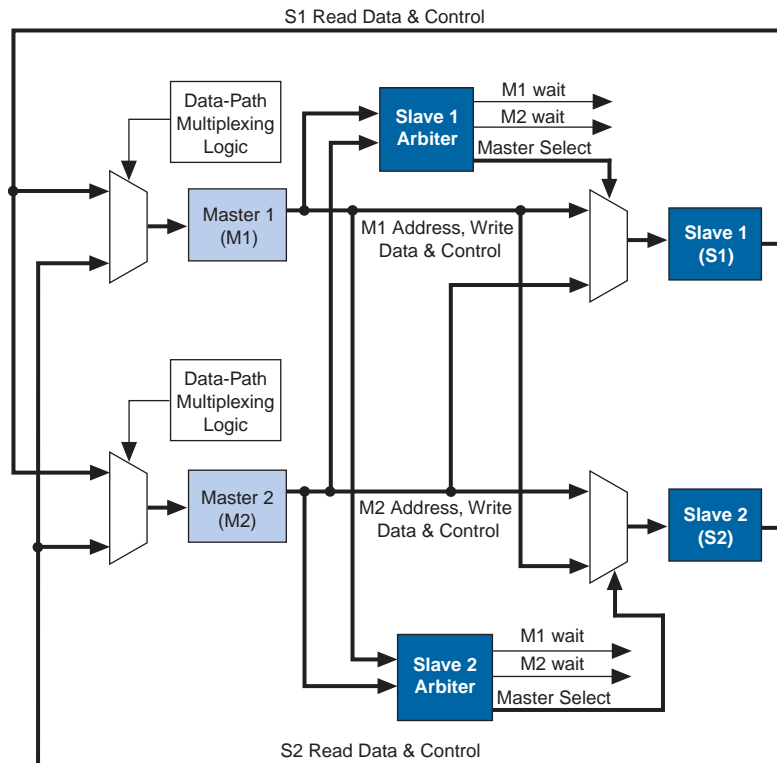 S1 Read Data & Control
Data-Path
Multiplexing
Logic
Slave 1
Arbiter
M1 wait
M2 wait
Master Select
Master 1
(M1)
M1 Address, Write
Data & Control
Slave 1
(S1)
Data-Path
Multiplexing
Logic
Master 2
(M2)
M2 Address, Write
Data & Control
Slave 2
(S2)
Slave 2
Arbiter
M1 wait
M2 wait
Master Select
S2 Read Data & Control